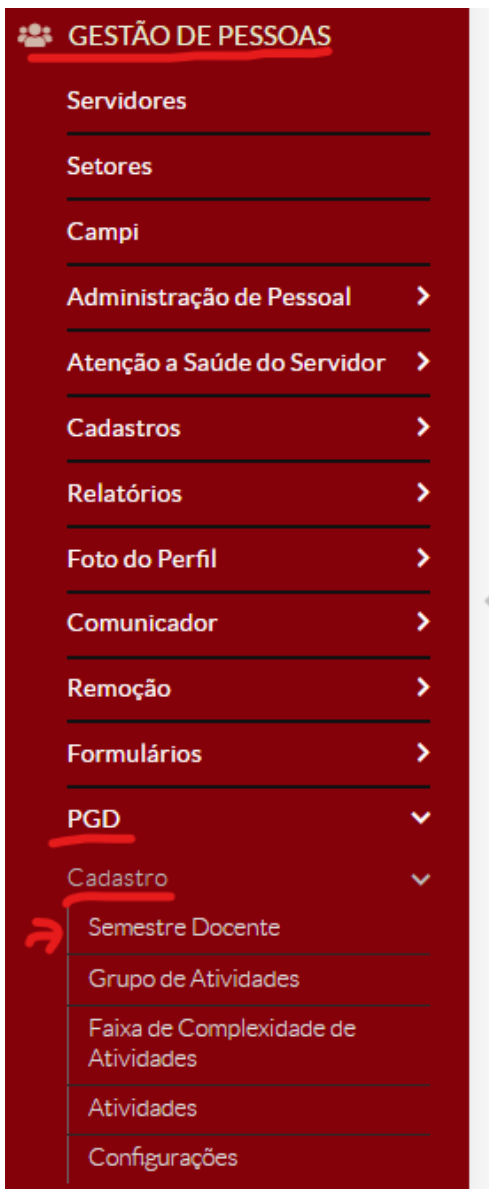 GESTÃO DE PESSOAS
Servidores
Setores
Campi
Administração de Pessoal
Atenção a Saúde do Servidor
Cadastros
Relatórios
Foto do Perfil
Comunicador
Remoção
Formulários
PGD
Cadastro
Semestre Docente
Grupo de Atividades
Faixa de Complexidade de
Atividades
Atividades
Configurações